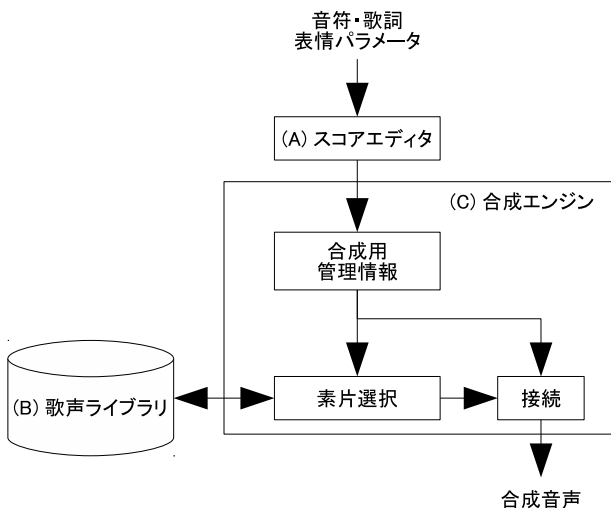 音符・歌詞
表情パラメータ
(A) スコアエディタ
(C) 合成エンジン
合成用
管理情報
(B) 歌声ライブラリ
素片選択
接続
合成音声